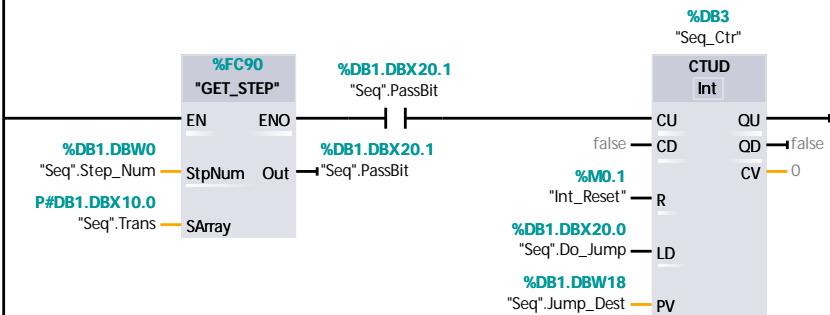 %DB3
"Seq_Ctr"
%FC90
"GET_STEP"
%DB1.DBX20.1
"Seq".PassBit
CTUD
Int
EN ENO
CU QU
false CD QD false
%DB1.DBW0
"Seq".Step_Num StpNum Out %DB1.DBX20.1
"Seq".PassBit
CV 0
%M0.1
"Int_Reset" R
P#DB1.DBX10.0
"Seq".Trans SArray
%DB1.DBX20.0
"Seq".Do_Jump LD
%DB1.DBW18
"Seq".Jump_Dest PV